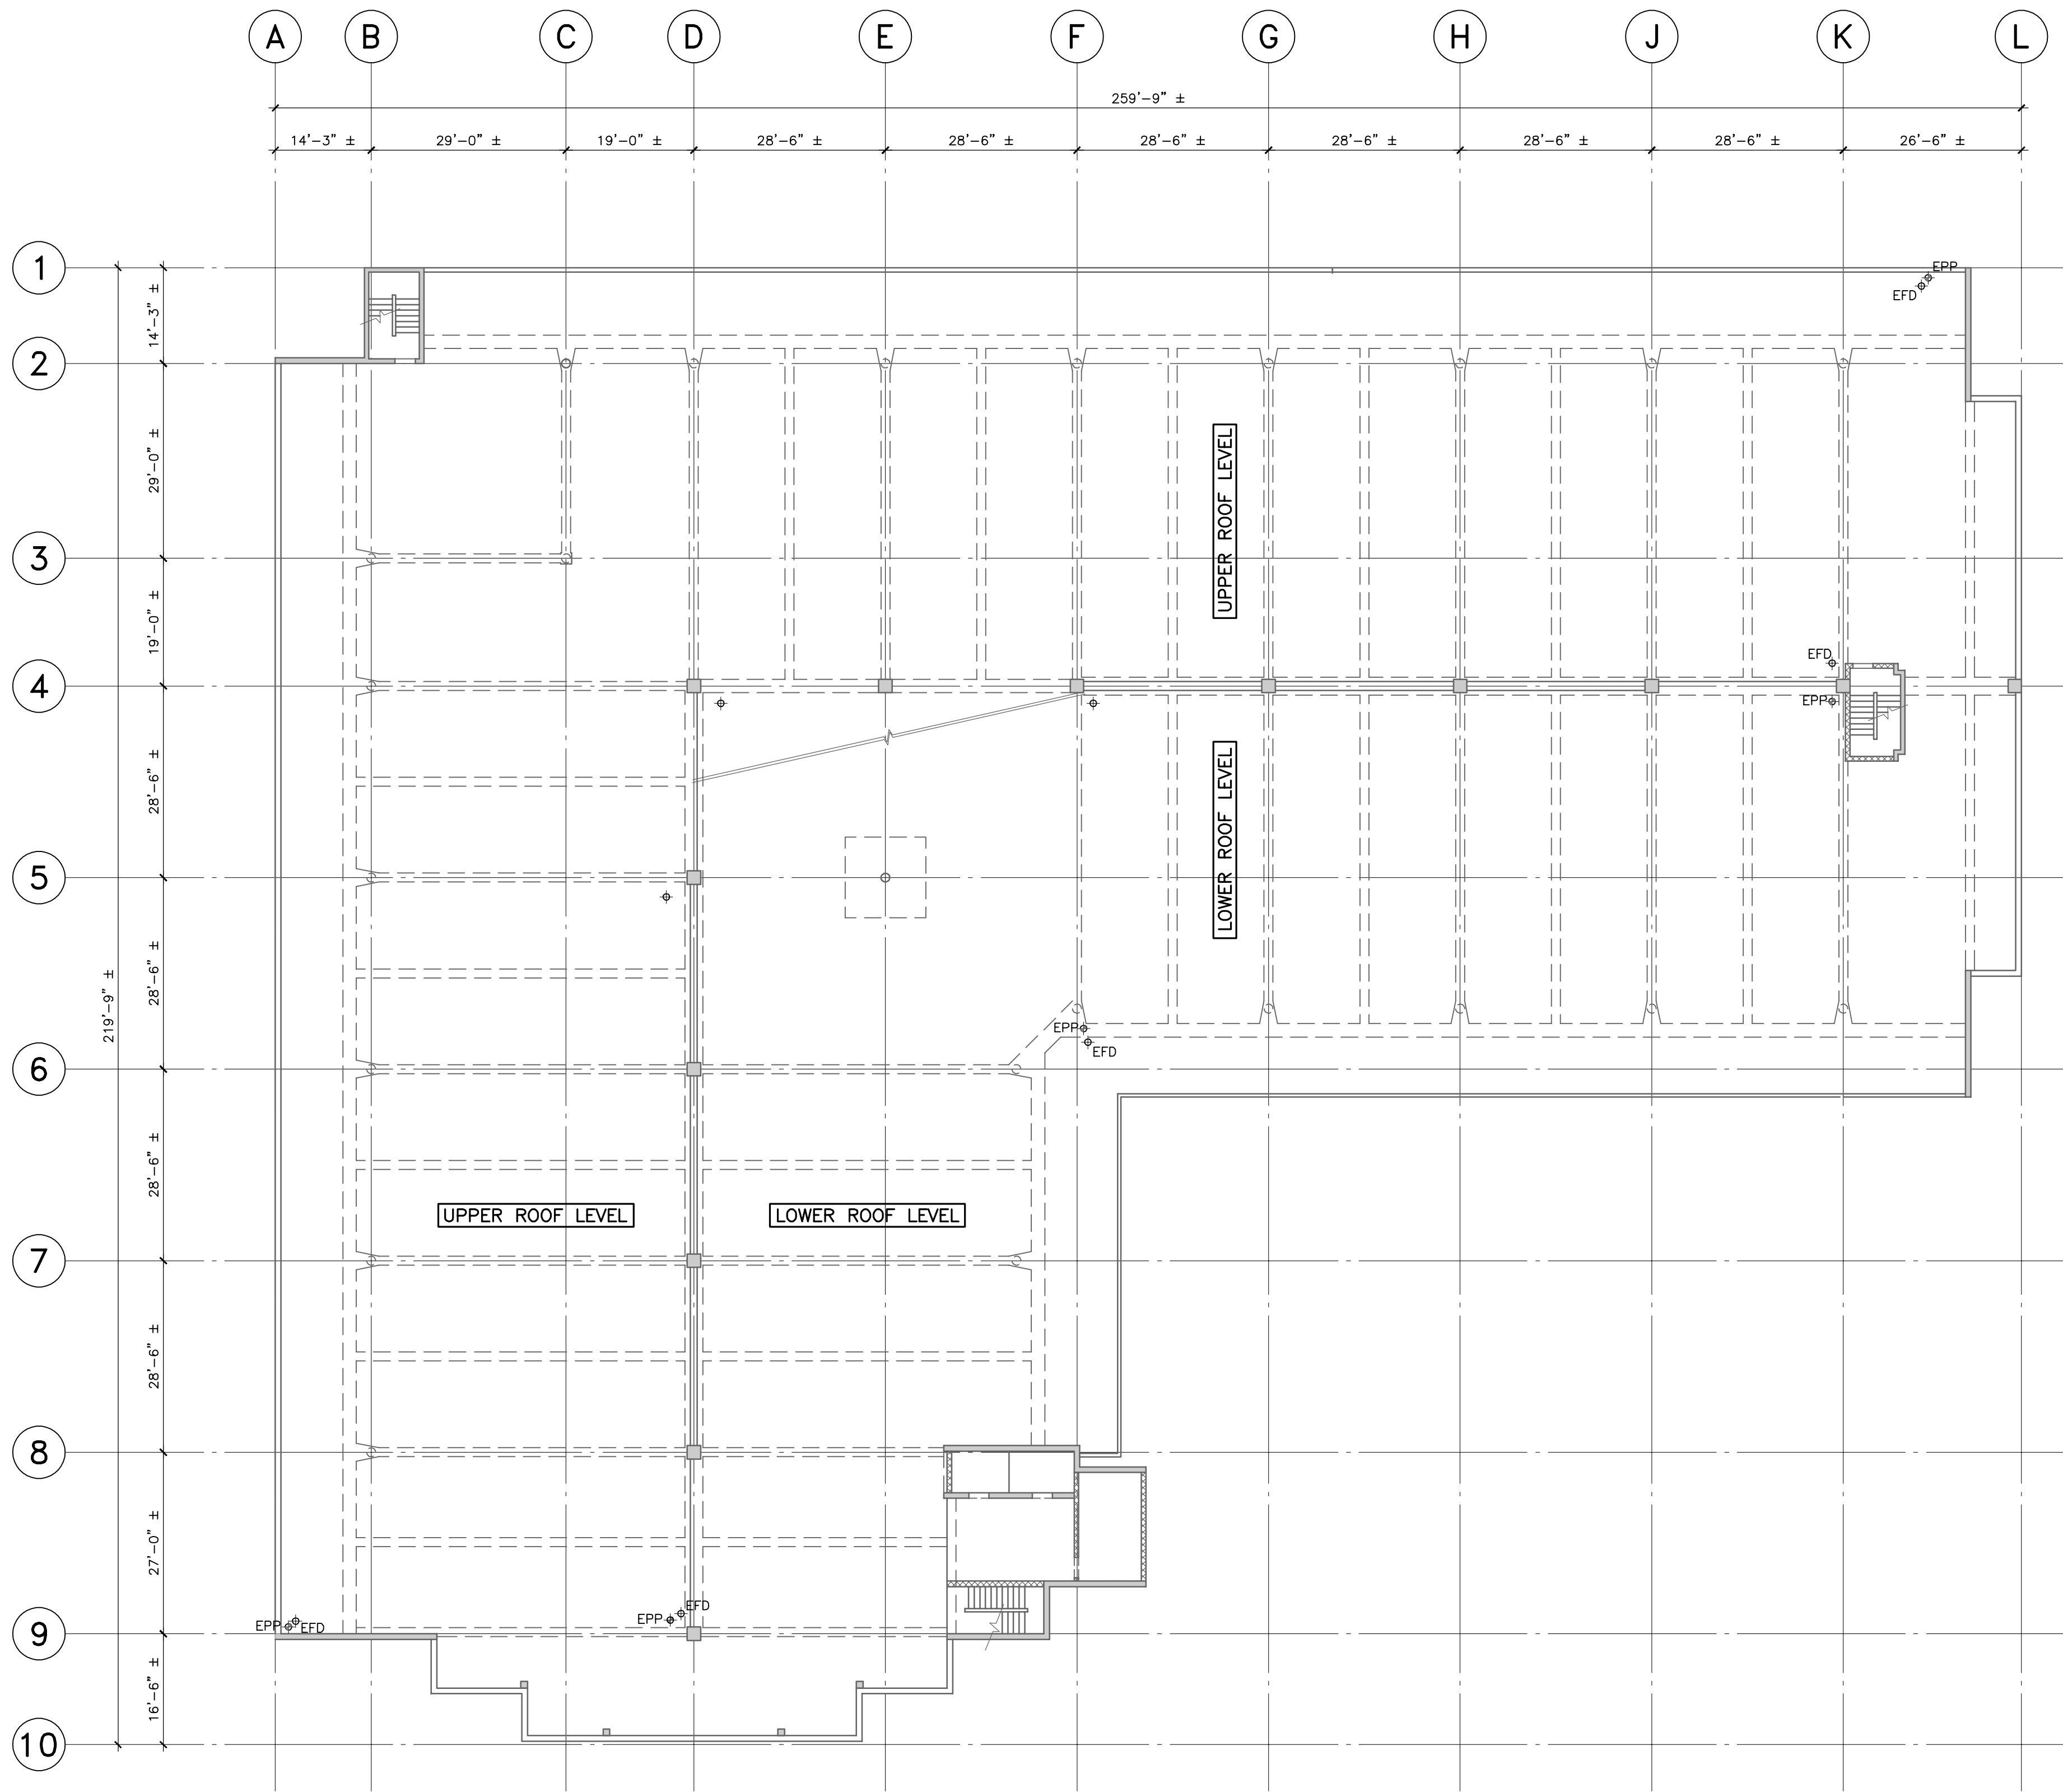 A B C D E F G H J K L
259'-9" ±
14'-3" ± 29'-0" ± 19'-0" ± 28'-6" ± 28'-6" ± 28'-6" ± 28'-6" ± 28'-6" ± 28'-6" ± 26'-6" ±
1
EPP
EFD
14'-3" ±
2
29'-0" ±
UPPER ROOF LEVEL
3
19'-0" ±
EFD
4
EPP
28'-6" ±
LOWER ROOF LEVEL
5
28'-6" ±
219'-9" ±
EPP
EFD
6
28'-6" ±
UPPER ROOF LEVEL
LOWER ROOF LEVEL
7
28'-6" ±
8
27'-0" ±
EPP
EFD
EPP
EFD
9
16'-6" ±
10